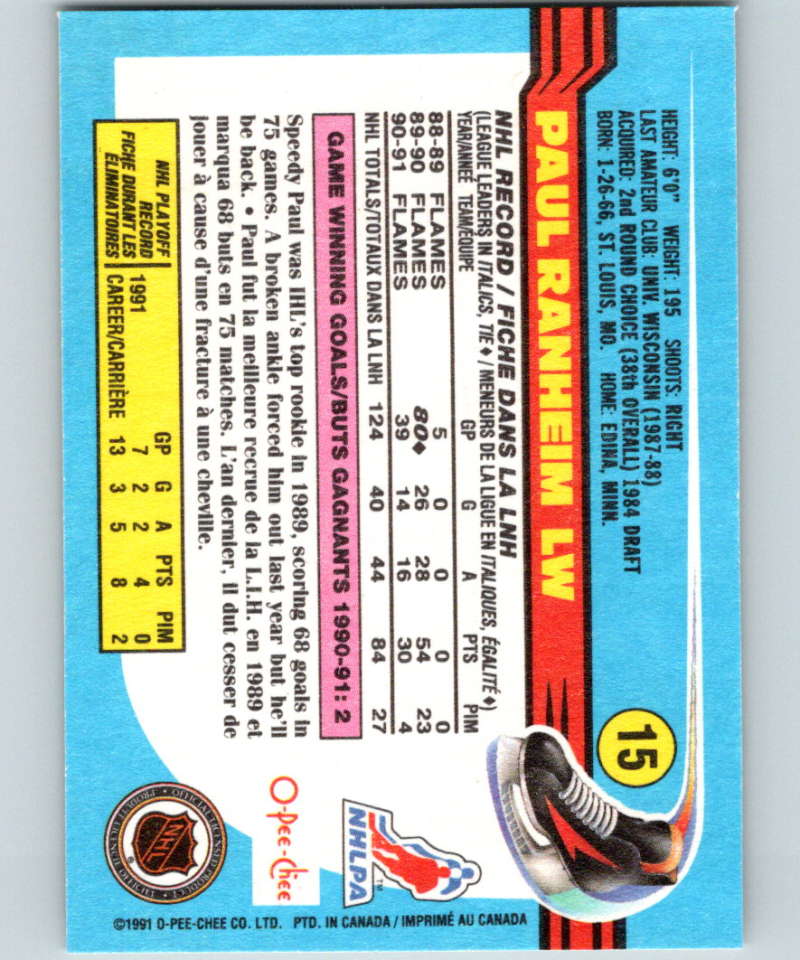 HEIGHT: 6'0" WEIGHT: 195 SHOOTS: RIGHT
LAST AMATEUR CLUB: UNIV. WISCONSIN (1987-88)
ACQUIRED: 2nd ROUND CHOICE (38th OVERALL) 1984 DRAFT
BORN: 1-26-66, ST. LOUIS, MO. HOME: EDINA, MINN.
15
PAUL RANHEIM LW
NHL RECORD / FICHE DANS LA LNH
(LEAGUE LEADERS IN ITALICS, TIE♦ / MENEURS DE LA LIGUE EN ITALIQUES, ÉGALITÉ♦)
YEAR/ANNÉE TEAM/ÉQUIPE GP G A PTS PIM
88-89 FLAMES 5 0 0 0 0
89-90 FLAMES 80♦ 26 28 54 23
90-91 FLAMES 39 14 16 30 4
NHL TOTALS/TOTAUX DANS LA LNH 124 40 44 84 27
GAME WINNING GOALS/BUTS GAGNANTS 1990-91: 2
Speedy Paul was IHL's top rookie in 1989, scoring 68 goals in
75 games. A broken ankle forced him out last year but he'll
be back. • Paul fut la meilleure recrue de la L.I.H. en 1989 et
marqua 68 buts en 75 matches. L'an dernier, il dut cesser de
jouer à cause d'une fracture à une cheville.
NHL PLAYOFF
RECORD
FICHE DURANT LES
ÉLIMINATOIRES
GP G A PTS PIM
1991 7 2 2 4 0
CAREER/CARRIÈRE 13 3 5 8 2
NHLPA
TM
O-Pee-Chee
OFFICIAL LICENSED PRODUCT
NHL
®
©1991 O-PEE-CHEE CO. LTD. PTD. IN CANADA / IMPRIMÉ AU CANADA